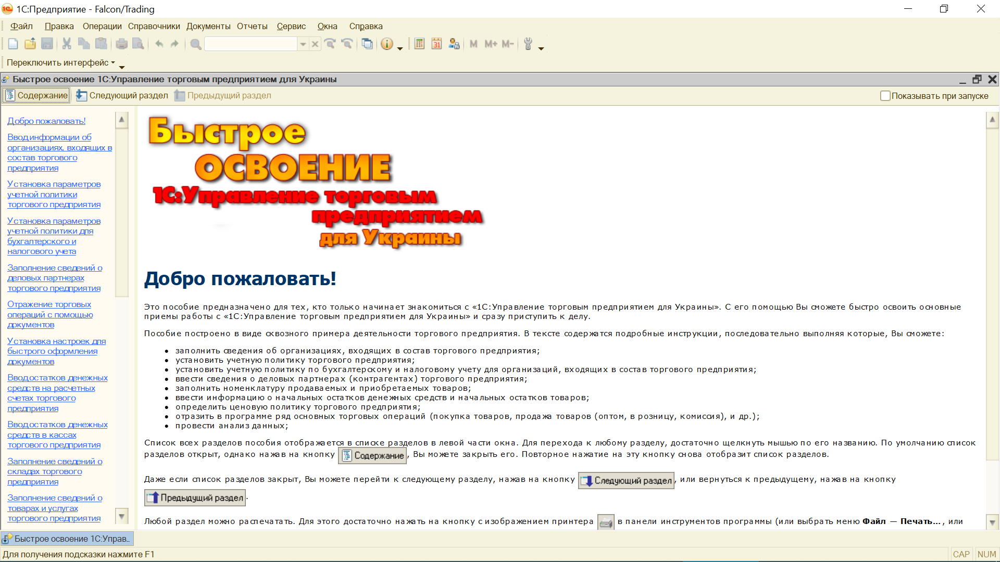 1С:Предприятие - Falcon/Trading
Файл Правка Операции Справочники Документы Отчеты Сервис Окна Справка
31 M M+ M-
Переключить интерфейс
Быстрое освоение 1С:Управление торговым предприятием для Украины
Содержание Следующий раздел Предыдущий раздел Показывать при запуске
Добро пожаловать!
Ввод информации об
организациях, входящих в
состав торгового
предприятия
Установка параметров
учетной политики
торгового предприятия
Установка параметров
учетной политики для
бухгалтерского и
налогового учета
Заполнение сведений о
деловых партнерах
торгового предприятия
Отражение торговых
операций с помощью
документов
Установка настроек для
быстрого оформления
документов
Ввод остатков денежных
средств на расчетных
счетах торгового
предприятия
Ввод остатков денежных
средств в кассах
торгового предприятия
Заполнение сведений о
складах торгового
предприятия
Заполнение сведений о
товарах и услугах
торгового предприятия
Быстрое
ОСВОЕНИЕ
1С:Управление торговым
предприятием
для Украины
Добро пожаловать!
Это пособие предназначено для тех, кто только начинает знакомиться с «1С:Управление торговым предприятием для Украины». С его помощью Вы сможете быстро освоить основные
приемы работы с «1С:Управление торговым предприятием для Украины» и сразу приступить к делу.
Пособие построено в виде сквозного примера деятельности торгового предприятия. В тексте содержатся подробные инструкции, последовательно выполняя которые, Вы сможете:
• заполнить сведения об организациях, входящих в состав торгового предприятия;
• установить учетную политику торгового предприятия;
• установить учетную политику по бухгалтерскому и налоговому учету для организаций, входящих в состав торгового предприятия;
• ввести сведения о деловых партнерах (контрагентах) торгового предприятия;
• заполнить номенклатуру продаваемых и приобретаемых товаров;
• ввести информацию о начальных остатков денежных средств и начальных остатков товаров;
• определить ценовую политику торгового предприятия;
• отразить в программе ряд основных торговых операций (покупка товаров, продажа товаров (оптом, в розницу, комиссия), и др.);
• провести анализ данных;
Список всех разделов пособия отображается в списке разделов в левой части окна. Для перехода к любому разделу, достаточно щелкнуть мышью по его названию. По умолчанию список
разделов открыт, однако нажав на кнопку Содержание, Вы можете закрыть его. Повторное нажатие на эту кнопку снова отобразит список разделов.
Даже если список разделов закрыт, Вы можете перейти к следующему разделу, нажав на кнопку Следующий раздел, или вернуться к предыдущему, нажав на кнопку
Предыдущий раздел.
Любой раздел можно распечатать. Для этого достаточно нажать на кнопку с изображением принтера в панели инструментов программы (или выбрать меню Файл — Печать..., или
Быстрое освоение 1С:Управ...
Для получения подсказки нажмите F1 CAP NUM